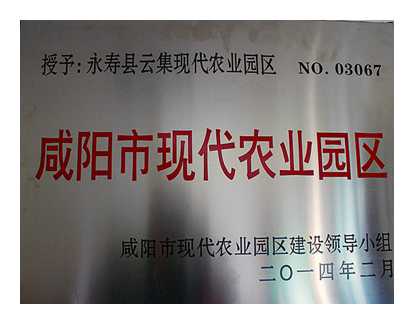 授予:永寿县云集现代农业园区 NO. 03067
咸阳市现代农业园区
咸阳市现代农业园区建设领导小组
二〇一四年二月